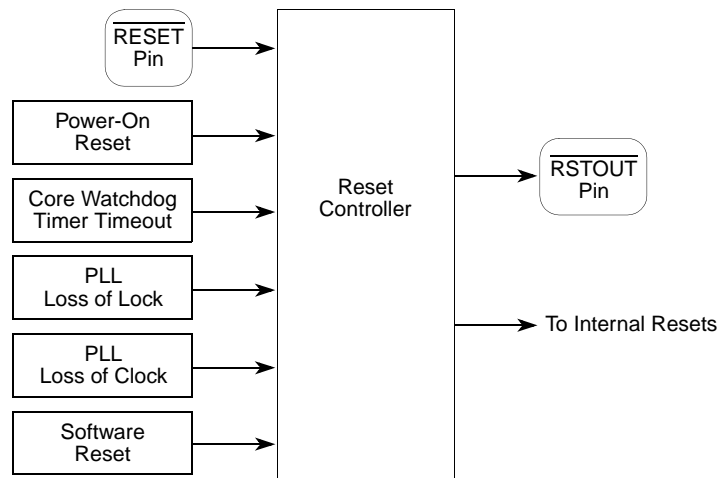 RESET
Pin
Power-On
Reset
Core Watchdog
Timer Timeout
PLL
Loss of Lock
PLL
Loss of Clock
Software
Reset
Reset
Controller
RSTOUT
Pin
To Internal Resets